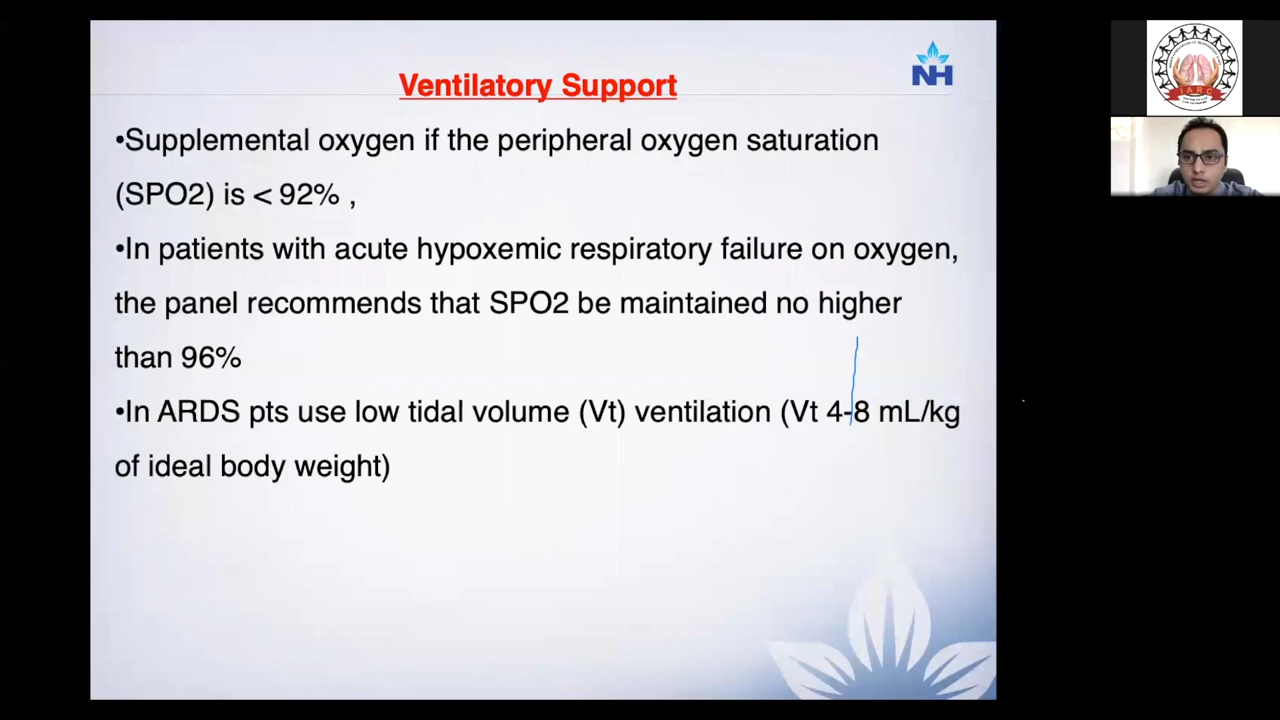 Ventilatory Support
NH
•Supplemental oxygen if the peripheral oxygen saturation
(SPO2) is < 92% ,
•In patients with acute hypoxemic respiratory failure on oxygen,
the panel recommends that SPO2 be maintained no higher
than 96%
•In ARDS pts use low tidal volume (Vt) ventilation (Vt 4-8 mL/kg
of ideal body weight)
IARC